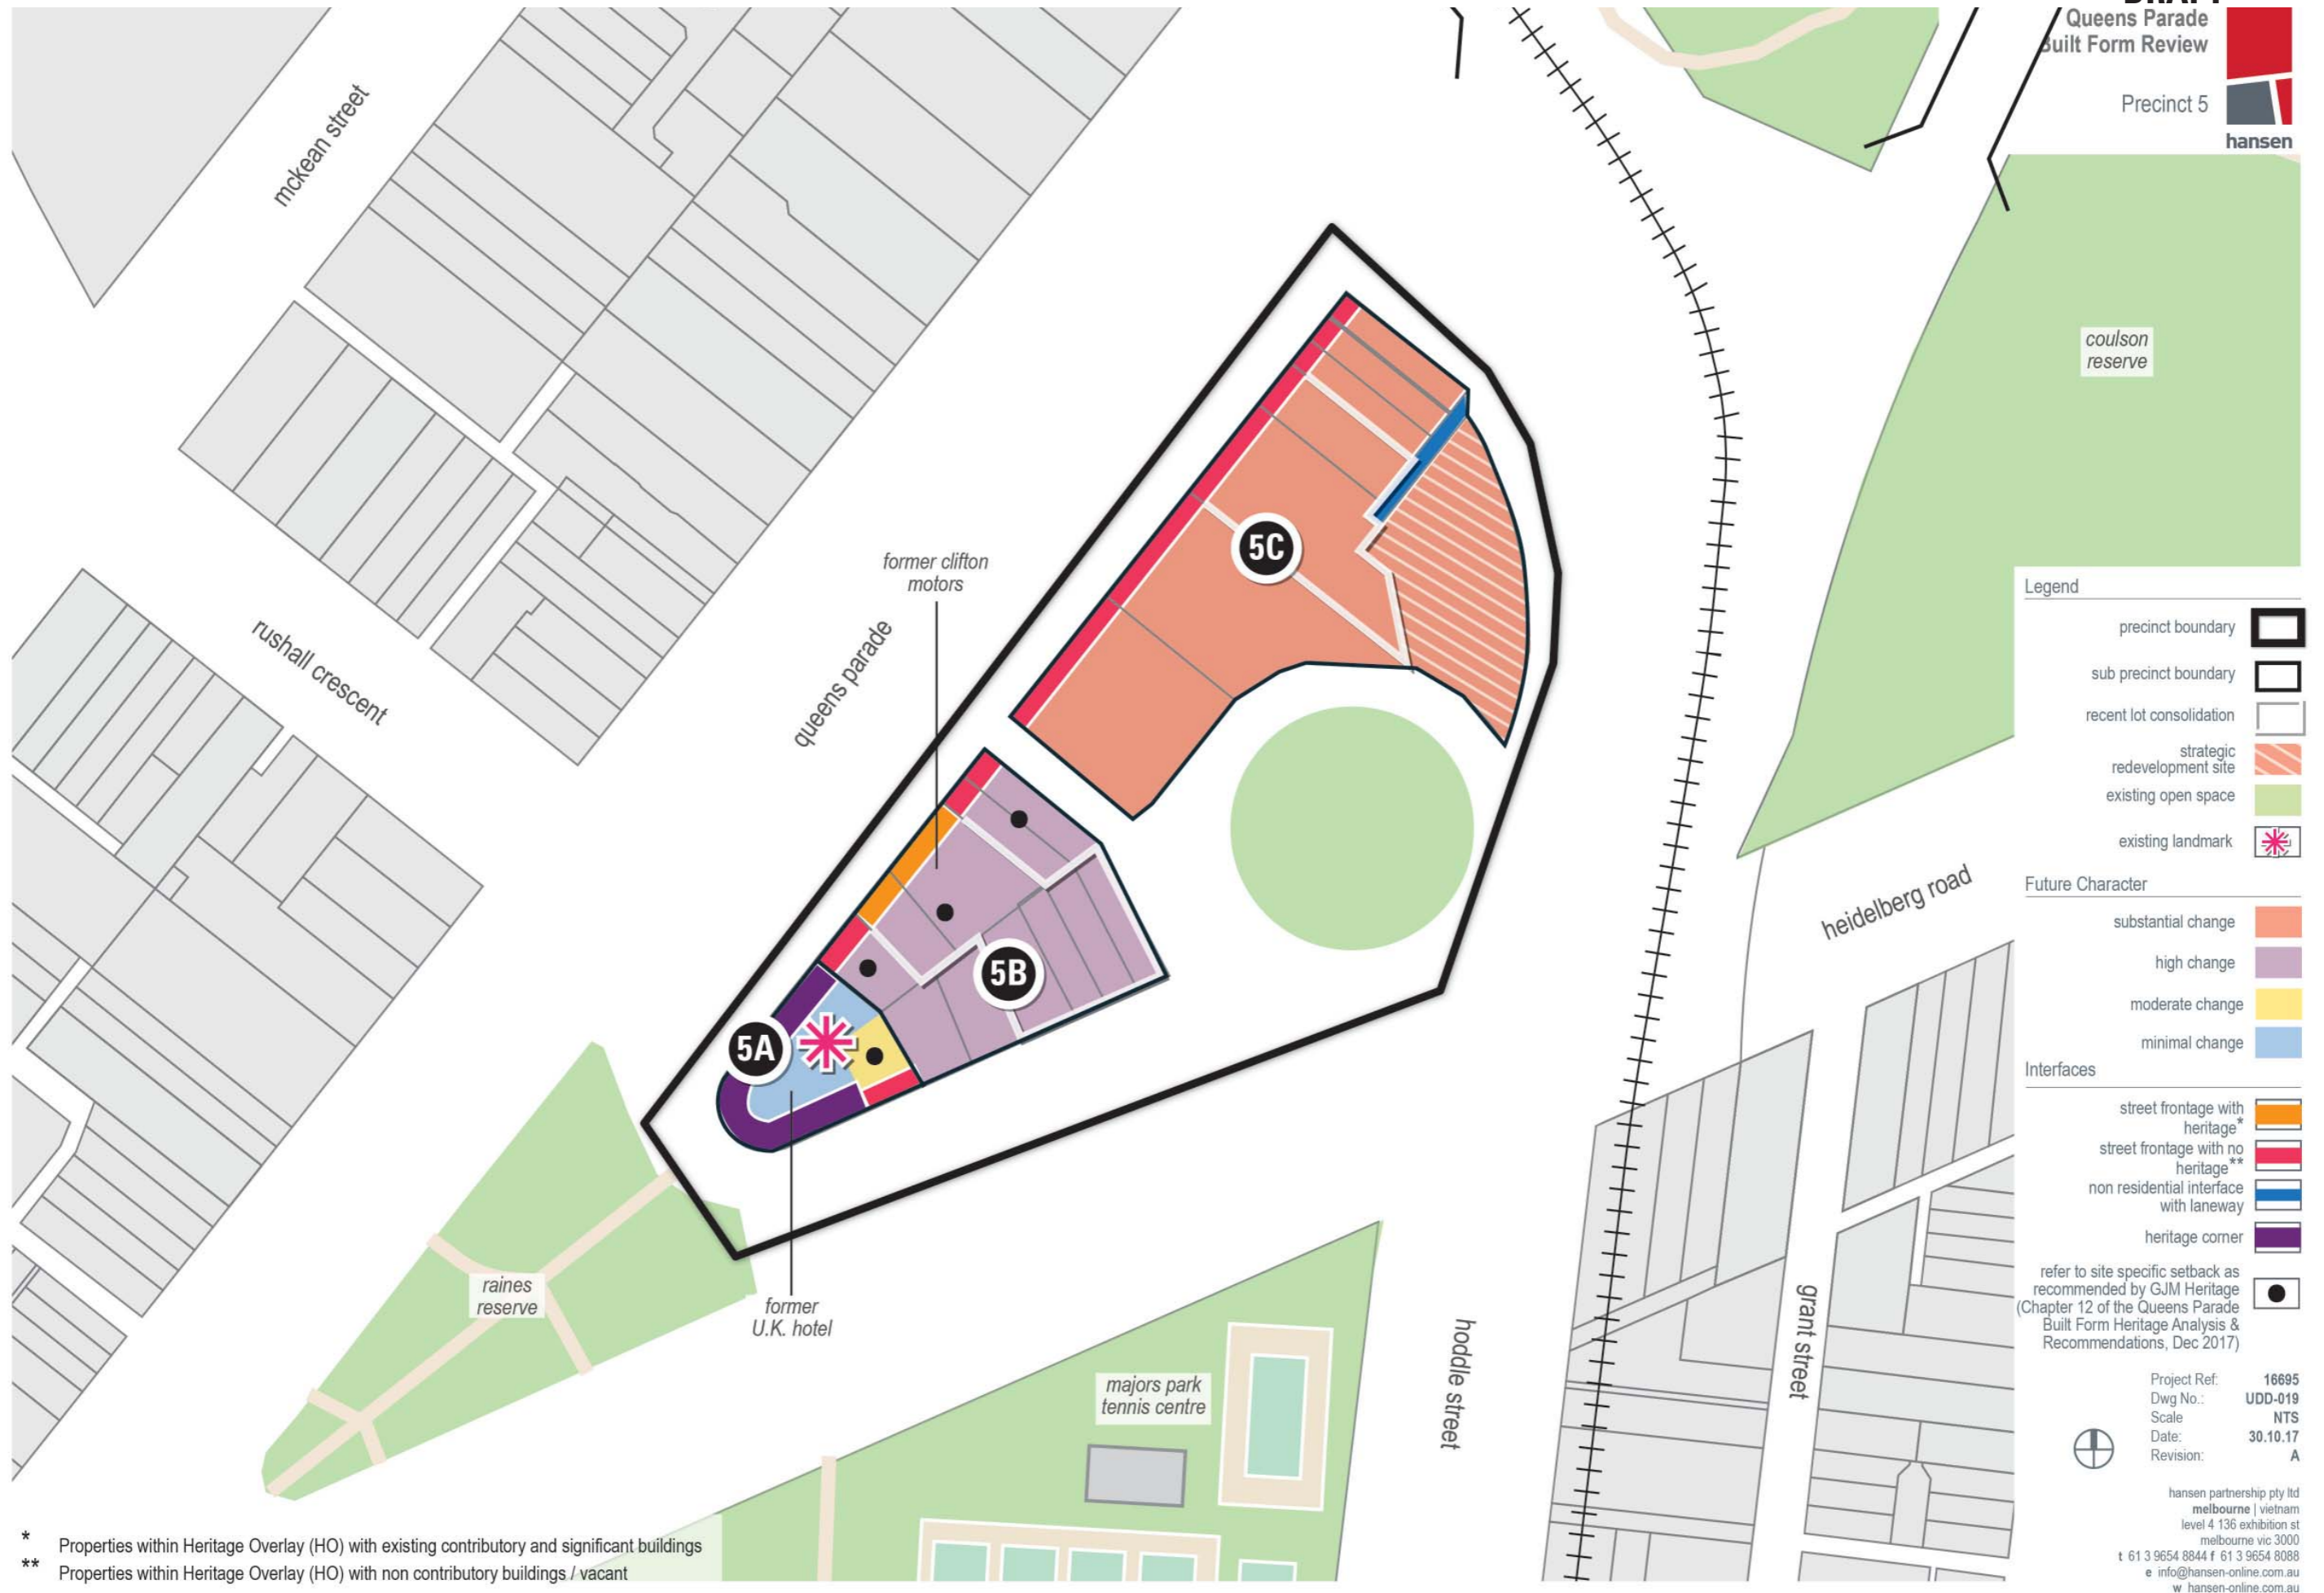 DRAFT
Queens Parade
Built Form Review
Precinct 5
hansen
mckean street
coulson
reserve
5C
former clifton
motors
rushall crescent
queens parade
5B
5A
heidelberg road
raines
reserve
former
U.K. hotel
majors park
tennis centre
hoddle street
grant street
Legend
precinct boundary
sub precinct boundary
recent lot consolidation
strategic
redevelopment site
existing open space
existing landmark
Future Character
substantial change
high change
moderate change
minimal change
Interfaces
street frontage with
heritage*
street frontage with no
heritage**
non residential interface
with laneway
heritage corner
refer to site specific setback as
recommended by GJM Heritage
(Chapter 12 of the Queens Parade
Built Form Heritage Analysis &
Recommendations, Dec 2017)
Project Ref: 16695
Dwg No.: UDD-019
Scale NTS
Date: 30.10.17
Revision: A
hansen partnership pty ltd
melbourne | vietnam
level 4 136 exhibition st
melbourne vic 3000
t 61 3 9654 8844 f 61 3 9654 8088
e info@hansen-online.com.au
w hansen-online.com.au
* Properties within Heritage Overlay (HO) with existing contributory and significant buildings
** Properties within Heritage Overlay (HO) with non contributory buildings / vacant